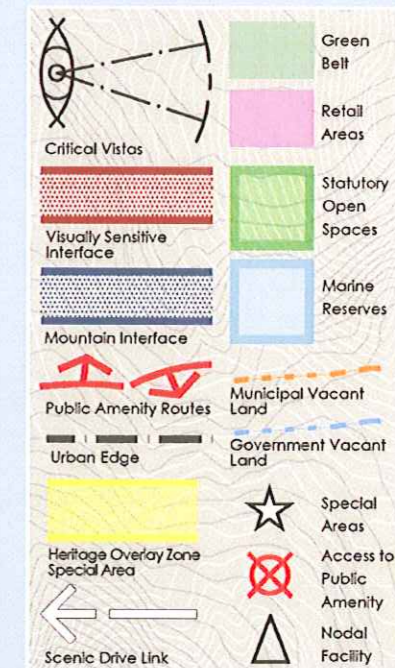 Critical Vistas
Visually Sensitive
Interface
Mountain Interface
Public Amenity Routes
Urban Edge
Heritage Overlay Zone
Special Area
Scenic Drive Link
Green
Belt
Retail
Areas
Statutory
Open
Spaces
Marine
Reserves
Municipal Vacant
Land
Government Vacant
Land
Special
Areas
Access to
Public
Amenity
Nodal
Facility